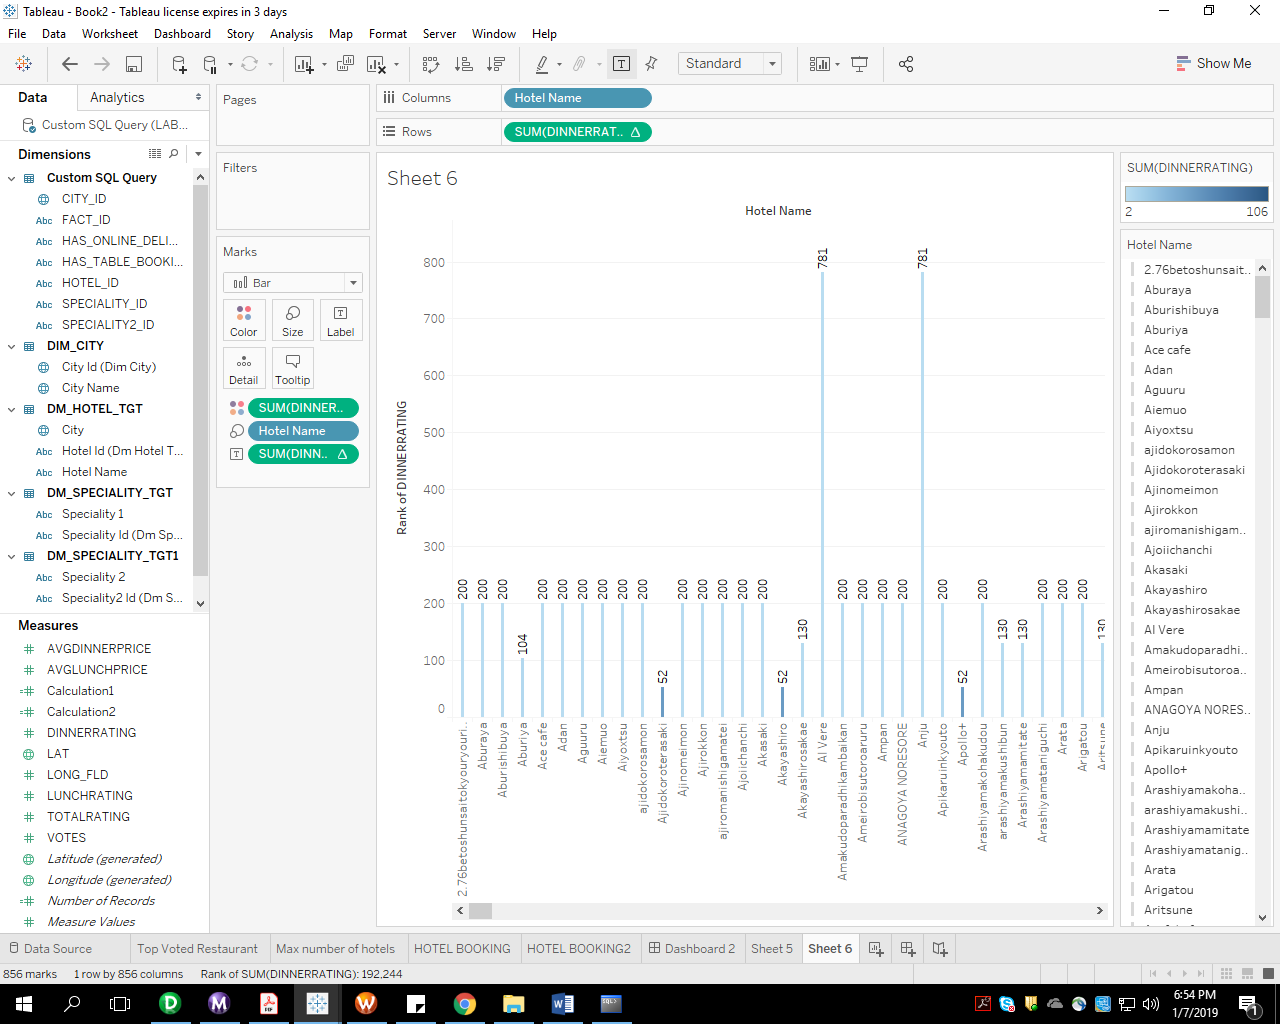 Tableau - Book2 - Tableau license expires in 3 days
File Data Worksheet Dashboard Story Analysis Map Format Server Window Help
Standard
Show Me
Data Analytics
Custom SQL Query (LAB...
Dimensions
Custom SQL Query
CITY_ID
Abc FACT_ID
Abc HAS_ONLINE_DELI...
Abc HAS_TABLE_BOOKI...
Abc HOTEL_ID
Abc SPECIALITY_ID
Abc SPECIALITY2_ID
DIM_CITY
City Id (Dim City)
City Name
DM_HOTEL_TGT
City
Abc Hotel Id (Dm Hotel T...
Abc Hotel Name
DM_SPECIALITY_TGT
Abc Speciality 1
Abc Speciality Id (Dm Sp...
DM_SPECIALITY_TGT1
Abc Speciality 2
Abc Speciality2 Id (Dm S...
Measures
AVGDINNERPRICE
AVGLUNCHPRICE
Calculation1
Calculation2
DINNERRATING
LAT
LONG_FLD
LUNCHRATING
TOTALRATING
VOTES
Latitude (generated)
Longitude (generated)
Number of Records
Measure Values
Pages
Filters
Marks
Bar
Color Size Label
Detail Tooltip
SUM(DINNER..
Hotel Name
SUM(DINN.. Δ
Columns Hotel Name
Rows SUM(DINNERRAT.. Δ
Sheet 6
Hotel Name
Rank of DINNERRATING
800
700
600
500
400
300
200
100
0
200 200 200 104 200 200 200 200 200 200 52 200 200 200 200 200 52 130 781 200 200 200 200 781 200 52 200 130 130 200 200 200 130
2.76betoshunsaitokyouryouri..
Aburaya
Aburishibuya
Aburiya
Ace cafe
Adan
Aguuru
Aiemuo
Aiyoxtsu
ajidokorosamon
Ajidokoroterasaki
Ajinomeimon
Ajirokkon
ajiromanishigamatei
Ajoiichanchi
Akasaki
Akayashiro
Akayashirosakae
Al Vere
Amakudoparadhikambaikan
Ameirobisutoroaruru
Ampan
ANAGOYA NORESORE
Anju
Apikaruinkyouto
Apollo+
Arashiyamakohakudou
arashiyamakushibun
Arashiyamamitate
Arashiyamataniguchi
Arata
Arigatou
Aritsune
SUM(DINNERRATING)
2 106
Hotel Name
2.76betoshunsait..
Aburaya
Aburishibuya
Aburiya
Ace cafe
Adan
Aguuru
Aiemuo
Aiyoxtsu
ajidokorosamon
Ajidokoroterasaki
Ajinomeimon
Ajirokkon
ajiromanishigam..
Ajoiichanchi
Akasaki
Akayashiro
Akayashirosakae
Al Vere
Amakudoparadhi..
Ameirobisutoroa..
Ampan
ANAGOYA NORES..
Anju
Apikaruinkyouto
Apollo+
Arashiyamakoha..
arashiyamakushi..
Arashiyamamitate
Arashiyamatanig..
Arata
Arigatou
Aritsune
Data Source Top Voted Restaurant Max number of hotels HOTEL BOOKING HOTEL BOOKING2 Dashboard 2 Sheet 5 Sheet 6
856 marks 1 row by 856 columns Rank of SUM(DINNERRATING): 192,244
6:54 PM
1/7/2019
1